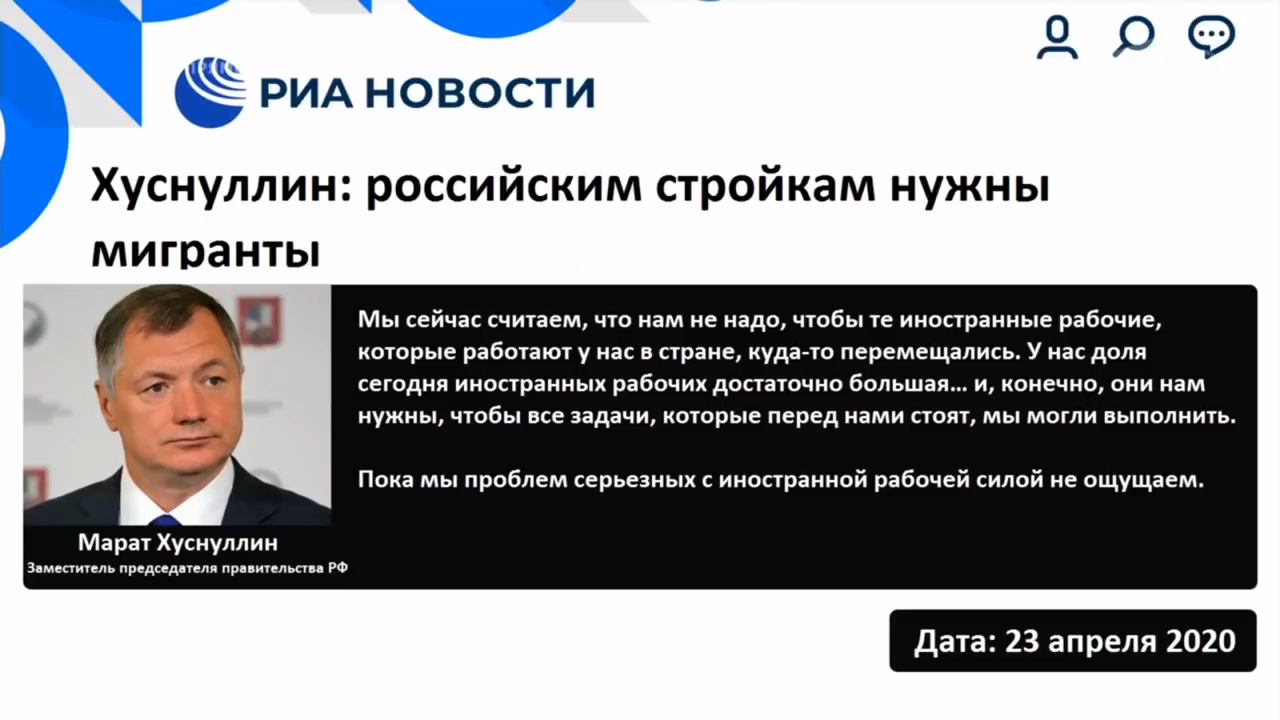 РИА НОВОСТИ
Хуснуллин: российским стройкам нужны
мигранты
Мы сейчас считаем, что нам не надо, чтобы те иностранные рабочие,
которые работают у нас в стране, куда-то перемещались. У нас доля
сегодня иностранных рабочих достаточно большая... и, конечно, они нам
нужны, чтобы все задачи, которые перед нами стоят, мы могли выполнить.
Пока мы проблем серьезных с иностранной рабочей силой не ощущаем.
Марат Хуснуллин
Заместитель председателя правительства РФ
Дата: 23 апреля 2020